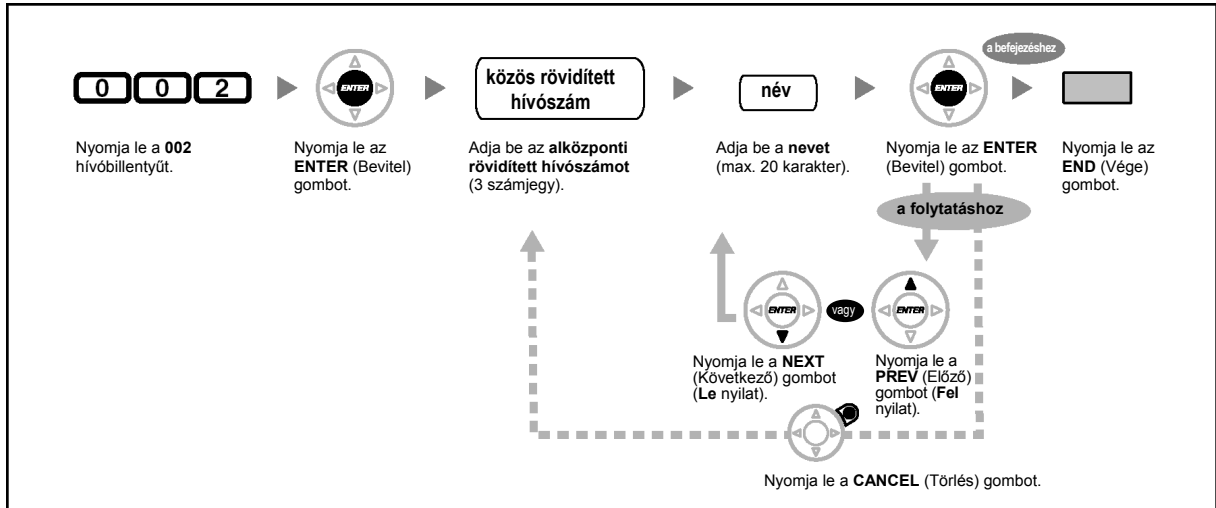 a befejezéshez
0 0 2
ENTER
közös rövidített
hívószám
név
ENTER
Nyomja le a 002
hívóbillentyűt.
Nyomja le az
ENTER (Bevitel)
gombot.
Adja be az alközponti
rövidített hívószámot
(3 számjegy).
Adja be a nevet
(max. 20 karakter).
Nyomja le az ENTER
(Bevitel) gombot.
Nyomja le az
END (Vége)
gombot.
a folytatáshoz
ENTER
vagy
ENTER
Nyomja le a NEXT
(Következő) gombot
(Le nyilat).
Nyomja le a
PREV (Előző)
gombot (Fel
nyilat).
Nyomja le a CANCEL (Törlés) gombot.